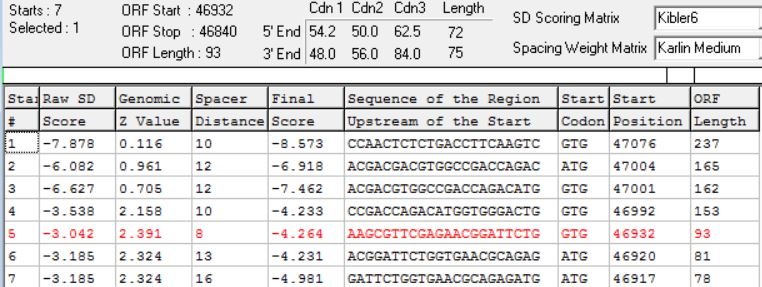 Starts : 7 ORF Start : 46932 Cdn 1 Cdn2 Cdn3 Length SD Scoring Matrix Kibler6
Selected : 1 ORF Stop : 46840 5' End 54.2 50.0 62.5 72
ORF Length : 93 3' End 48.0 56.0 84.0 75 Spacing Weight Matrix Karlin Medium
Star Raw SD Genomic Spacer Final Sequence of the Region Start Start ORF
# Score Z Value Distance Score Upstream of the Start Codon Position Length
1 -7.878 0.116 10 -8.573 CCAACTCTCTGACCTTCAAGTC GTG 47076 237
2 -6.082 0.961 12 -6.918 ACGACGACGTGGCCGACCAGAC ATG 47004 165
3 -6.627 0.705 12 -7.462 ACGACGTGGCCGACCAGACATG GTG 47001 162
4 -3.538 2.158 10 -4.233 CCGACCAGACATGGTGGGACTG GTG 46992 153
5 -3.042 2.391 8 -4.264 AAGCGTTCGAGAACGGATTCTG GTG 46932 93
6 -3.185 2.324 13 -4.231 ACGGATTCTGGTGAACGCAGAG ATG 46920 81
7 -3.185 2.324 16 -4.981 GATTCTGGTGAACGCAGAGATG ATG 46917 78